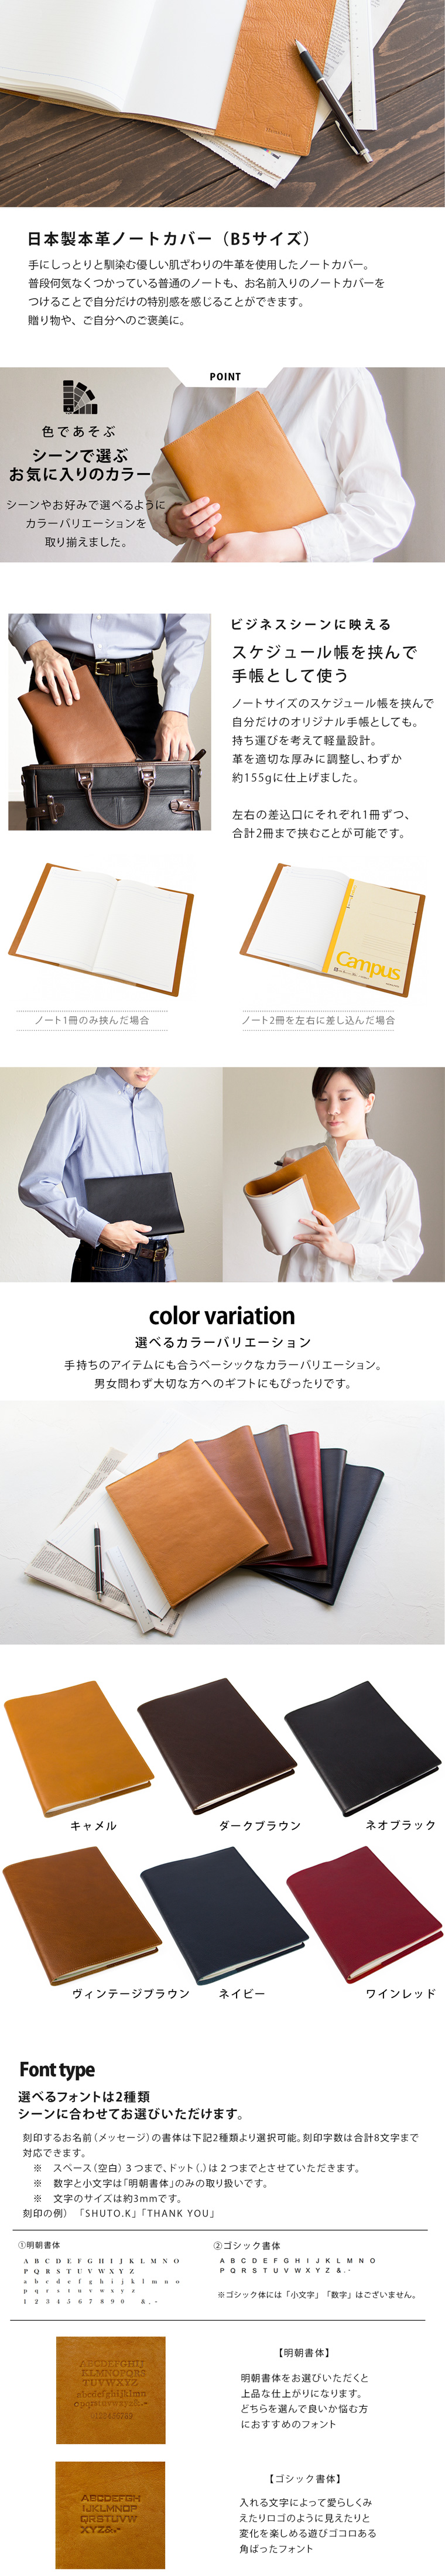 日本製本革ノートカバー（B5サイズ）
手にしっとりと馴染む優しい肌ざわりの牛革を使用したノートカバー。
普段何気なくつかっている普通のノートも、お名前入りのノートカバーを
つけることで自分だけの特別感を感じることができます。
贈り物や、ご自分へのご褒美に。
POINT
色であそぶ
シーンで選ぶ
お気に入りのカラー
シーンやお好みで選べるように
カラーバリエーションを
取り揃えました。
ビジネスシーンに映える
スケジュール帳を挟んで
手帳として使う
ノートサイズのスケジュール帳を挟んで
自分だけのオリジナル手帳としても。
持ち運びを考えて軽量設計。
革を適切な厚みに調整し、わずか
約155gに仕上げました。
左右の差込口にそれぞれ1冊ずつ、
合計2冊まで挟むことが可能です。
Campus
ノート1冊のみ挟んだ場合
ノート2冊を左右に差し込んだ場合
color variation
選べるカラーバリエーション
手持ちのアイテムにも合うベーシックなカラーバリエーション。
男女問わず大切な方へのギフトにもぴったりです。
キャメル
ダークブラウン
ネオブラック
ヴィンテージブラウン
ネイビー
ワインレッド
Font type
選べるフォントは2種類
シーンに合わせてお選びいただけます。
刻印するお名前（メッセージ）の書体は下記2種類より選択可能。刻印字数は合計8文字まで
対応できます。
※ スペース（空白）３つまで、ドット（.）は２つまでとさせていただきます。
※ 数字と小文字は「明朝書体」のみの取り扱いです。
※ 文字のサイズは約3mmです。
刻印の例）「SHUTO.K」「THANK YOU」
①明朝書体
A B C D E F G H I J K L M N O
P Q R S T U V W X Y Z
a b c d e f g h i j k l m n o
p q r s t u v w x y z
1 2 3 4 5 6 7 8 9 0 & . -
②ゴシック書体
A B C D E F G H I J K L M N O
P Q R S T U V W X Y Z & . -
※ゴシック体には「小文字」「数字」はございません。
ABCDEFGHIJ
KLMNOPQRS
TUVWXYZ
abcdefghijklmn
opqrstuvwxyz&.-
【明朝書体】
明朝書体をお選びいただくと
上品な仕上がりになります。
どちらを選んで良いか悩む方
におすすめのフォント
ABCDEFGH
IJKLMNOP
QRSTUVW
XYZ&.-
【ゴシック書体】
入れる文字によって愛らしくみ
えたりロゴのように見えたりと
変化を楽しめる遊びゴコロある
角ばったフォント